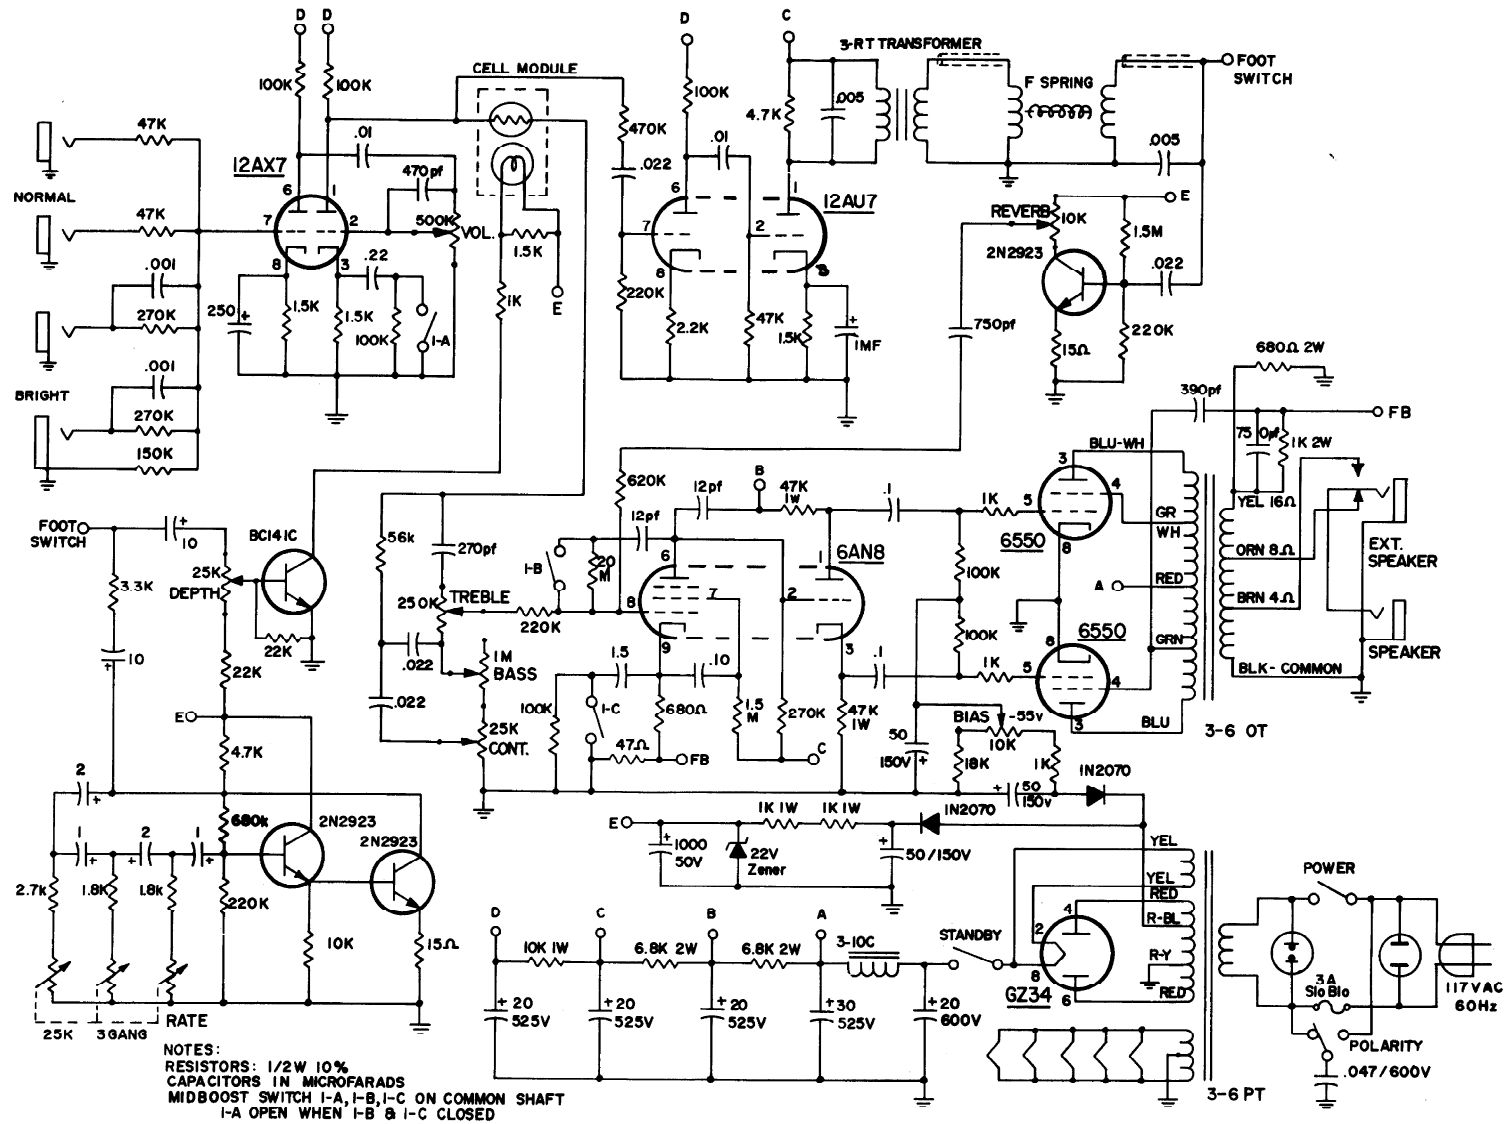 D D
100K 100K
CELL MODULE
D
C
3-RT TRANSFORMER
FOOT
SWITCH
F SPRING
100K
4.7K
.005
.005
47K
.01
470K
.01
.022
12AX7
470pf
6 1
6 1
12AU7
NORMAL
47K
7 2
500K VOL.
7 2
REVERB 10K
E
1.5M
2N2923
.022
8 3
.22
1.5K
E
8 3
.001
250 +
1.5K
1.5K
100K
1-A
1K
220K
2.2K
47K
1.5K
+
1MF
750pf
15Ω
220K
270K
.001
BRIGHT
270K
150K
680Ω 2W
390pf
FB
750pf
1K 2W
BLU-WH
620K
B
12pf
47K
1W
.1
1K
3
5
4
6550
8
GR
WH
YEL 16Ω
ORN 8Ω
BRN 4Ω
BLK-COMMON
EXT.
SPEAKER
SPEAKER
FOOT
SWITCH
+
10
BC141C
25K
DEPTH
3.3K
56k
270pf
12pf
1-B
20
M
6
1
6AN8
7
2
8
100K
A
RED
250K TREBLE
220K
.022
9
3
100K
8
6550
GRN
22K
10
+
22K
1M
BASS
1.5
.10
.1
1K
5
4
3
BLU
3-6 OT
.022
100K
1-C
680Ω
1.5
M
270K
47K
1W
BIAS
-55v
10K
E
25K
CONT.
47Ω
FB
C
50
150V +
18K
1K
1N2070
4.7K
2
+
+ 50
150v
1N2070
680k
2N2923
2N2923
E
1K 1W
1K 1W
1
+
2
+
1
+
+ 1000
50V
22V
Zener
+
50/150V
YEL
YEL
RED
R-BL
R-Y
RED
2.7k
1.8K
1.8k
220K
10K
15Ω
D
C
B
A
10K 1W
6.8K 2W
6.8K 2W
3-10C
STANDBY
4
2
8
6
GZ34
POWER
3A
Slo Blo
117VAC
60Hz
+ 20
525V
+ 20
525V
+ 20
525V
+ 30
525V
+ 20
600V
25K
3 GANG
RATE
POLARITY
.047/600V
3-6 PT
NOTES:
RESISTORS: 1/2W 10%
CAPACITORS IN MICROFARADS
MIDBOOST SWITCH 1-A, 1-B, 1-C ON COMMON SHAFT
1-A OPEN WHEN 1-B & 1-C CLOSED